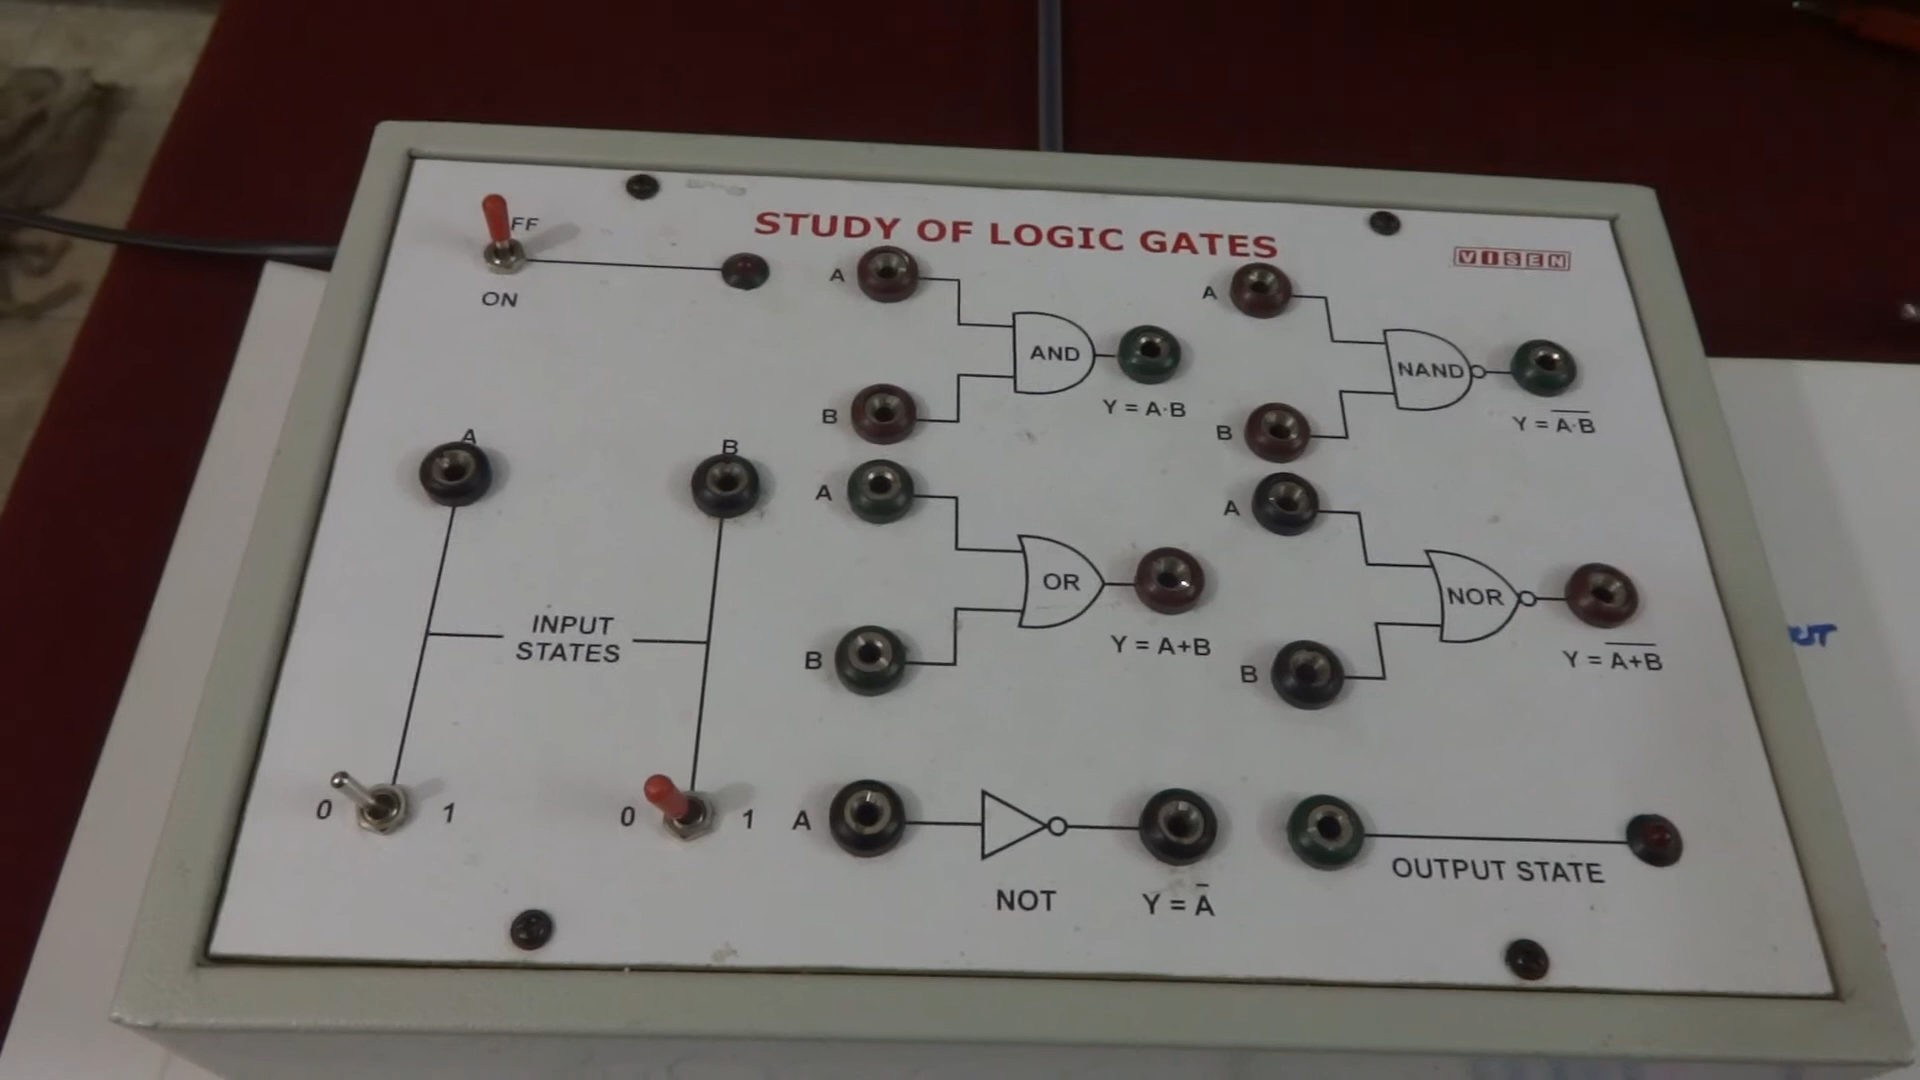 STUDY OF LOGIC GATES
VISEN
FF
ON
A
AND
B
Y = A·B
A
NAND
B
Y = A̅·̅B̅
A
B
INPUT
STATES
0
1
0
1
A
OR
B
Y = A+B
A
NOR
B
Y = A̅+̅B̅
A
NOT
Y = A̅
OUTPUT STATE